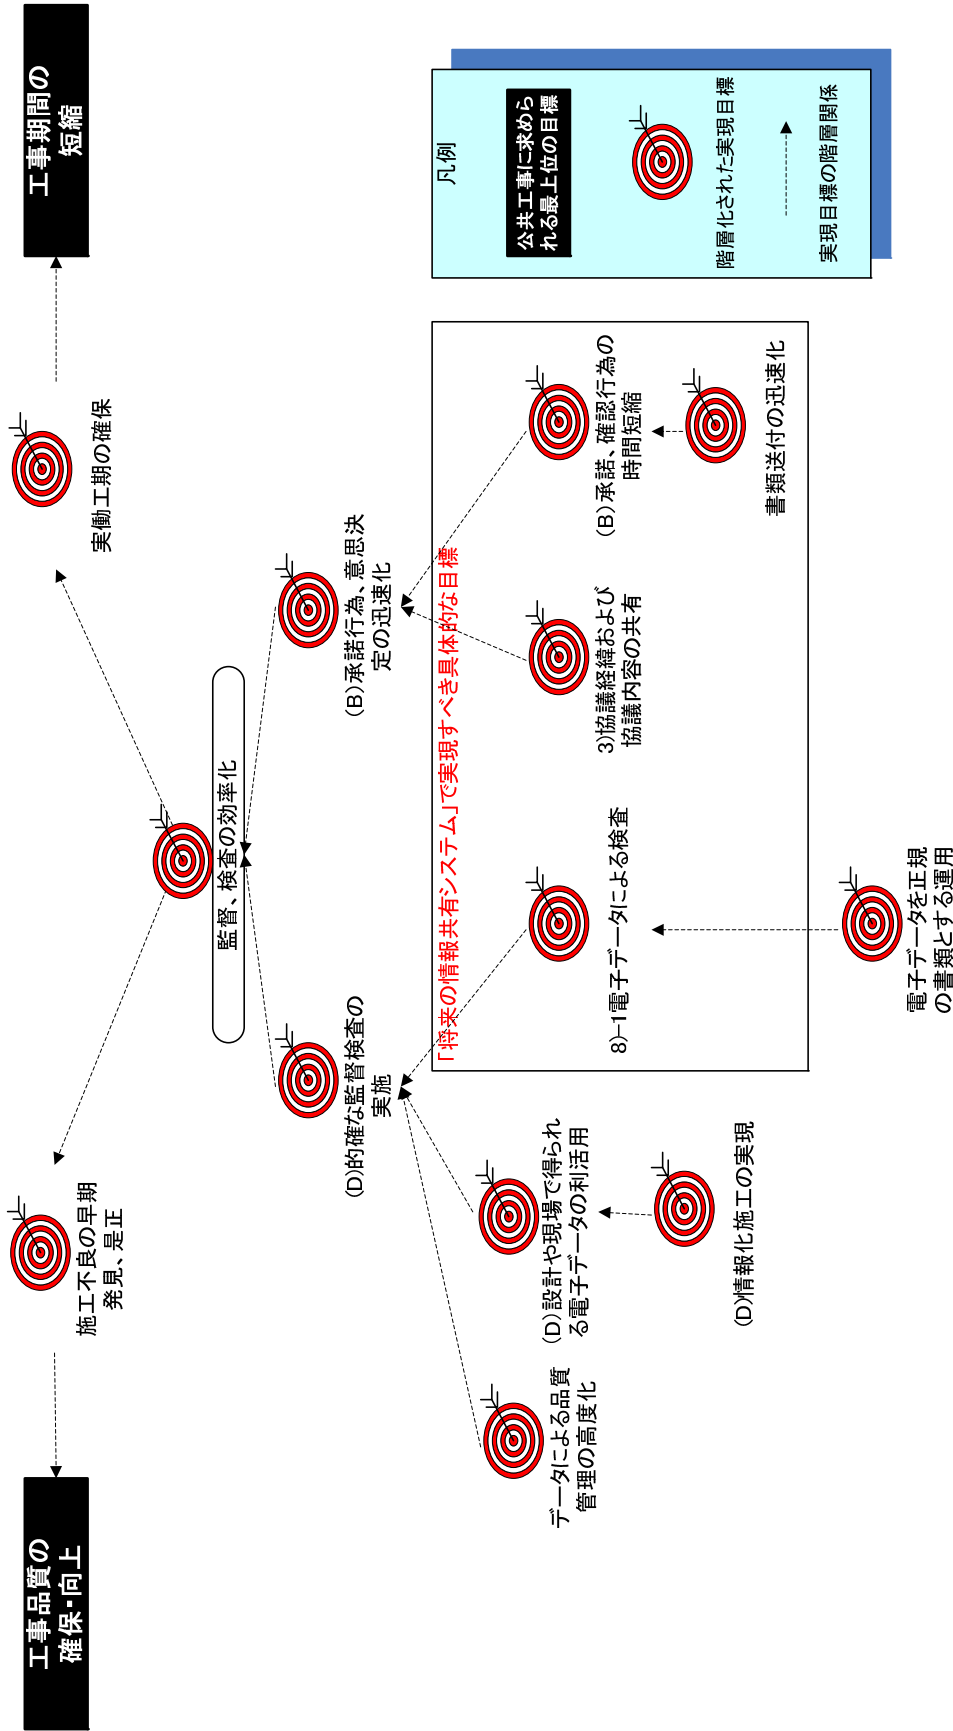 工事品質の
確保・向上
工事期間の
短縮
施工不良の早期
発見、是正
実働工期の確保
監督、検査の効率化
(D)的確な監督検査の
実施
(B)承諾行為、意思決
定の迅速化
「将来の情報共有システム」で実現すべき具体的な目標
データによる品質
管理の高度化
(D)設計や現場で得られ
る電子データの利活用
8)-1電子データによる検査
3)協議経緯および
協議内容の共有
(B)承諾、確認行為の
時間短縮
(D)情報化施工の実現
書類送付の迅速化
電子データを正規
の書類とする運用
凡例
公共工事に求めら
れる最上位の目標
階層化された実現目標
実現目標の階層関係